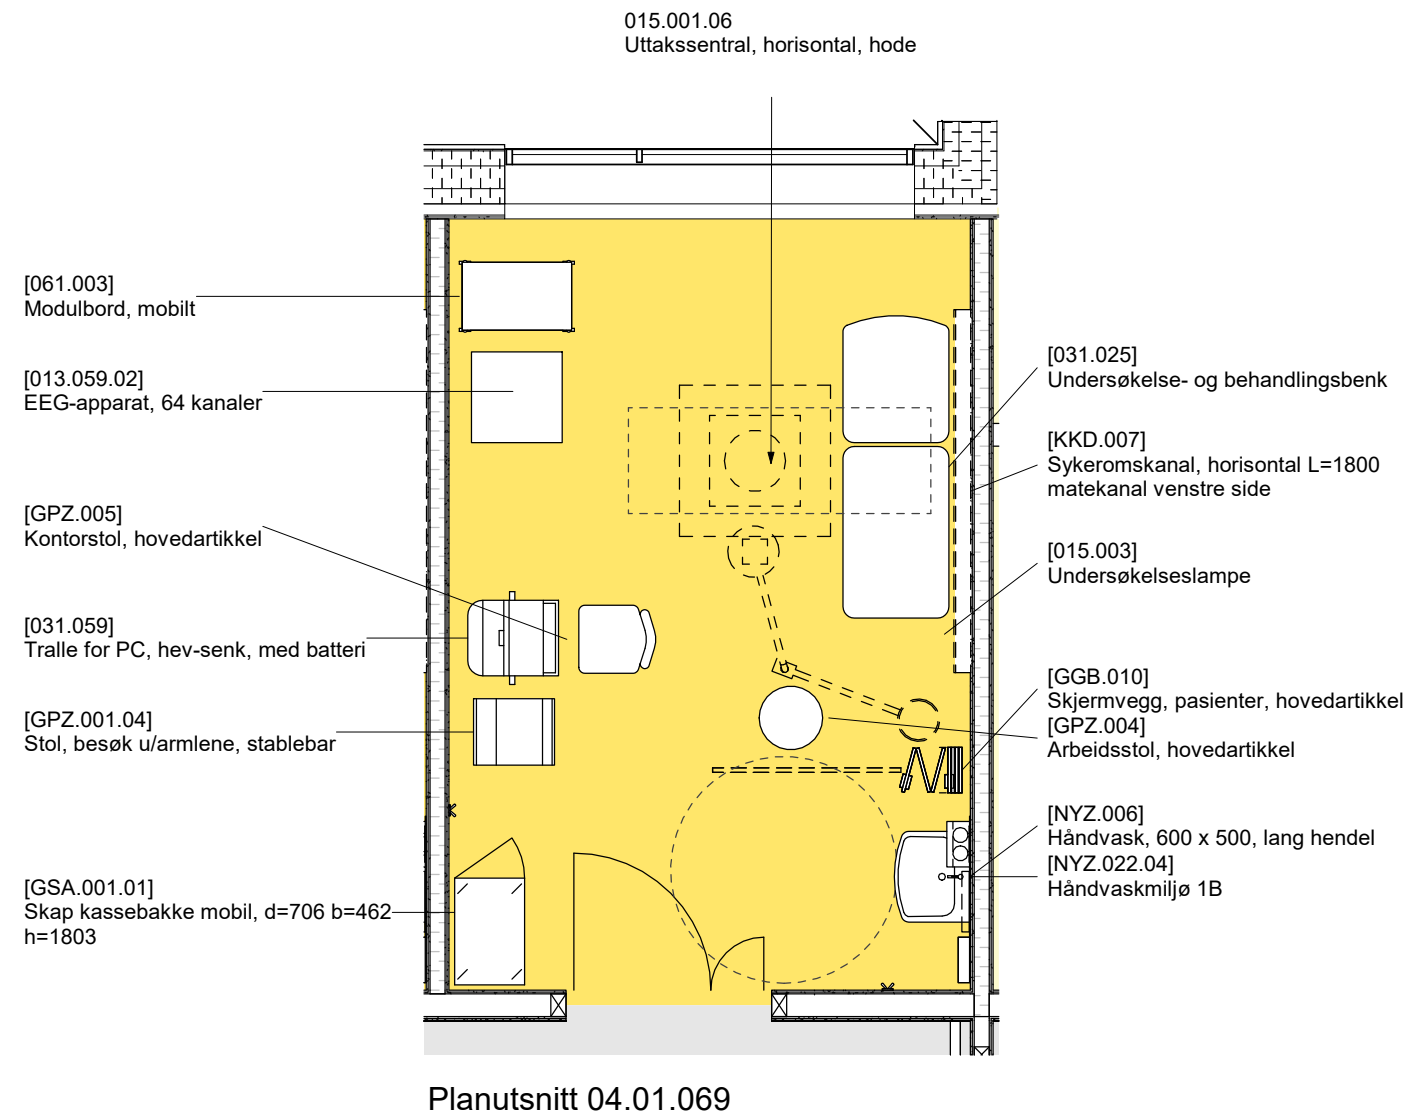 015.001.06
Uttakssentral, horisontal, hode
[061.003]
Modulbord, mobilt
[013.059.02]
EEG-apparat, 64 kanaler
[GPZ.005]
Kontorstol, hovedartikkel
[031.059]
Tralle for PC, hev-senk, med batteri
[GPZ.001.04]
Stol, besøk u/armlene, stablebar
[GSA.001.01]
Skap kassebakke mobil, d=706 b=462
h=1803
[031.025]
Undersøkelse- og behandlingsbenk
[KKD.007]
Sykeromskanal, horisontal L=1800
matekanal venstre side
[015.003]
Undersøkelseslampe
[GGB.010]
Skjermvegg, pasienter, hovedartikkel
[GPZ.004]
Arbeidsstol, hovedartikkel
[NYZ.006]
Håndvask, 600 x 500, lang hendel
[NYZ.022.04]
Håndvaskmiljø 1B
Planutsnitt 04.01.069